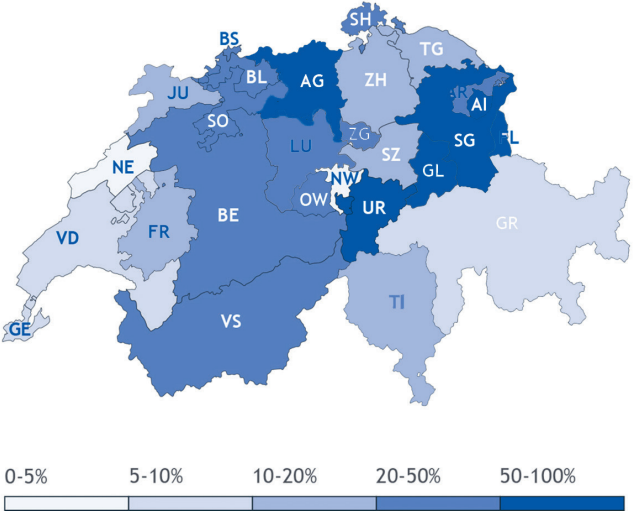 SH
BS
TG
BL
AG
ZH
JU
AR
AI
SO
ZG
LU
SZ
SG
FL
NE
GL
NW
OW
UR
BE
FR
VD
GR
TI
VS
GE
0-5% 5-10% 10-20% 20-50% 50-100%